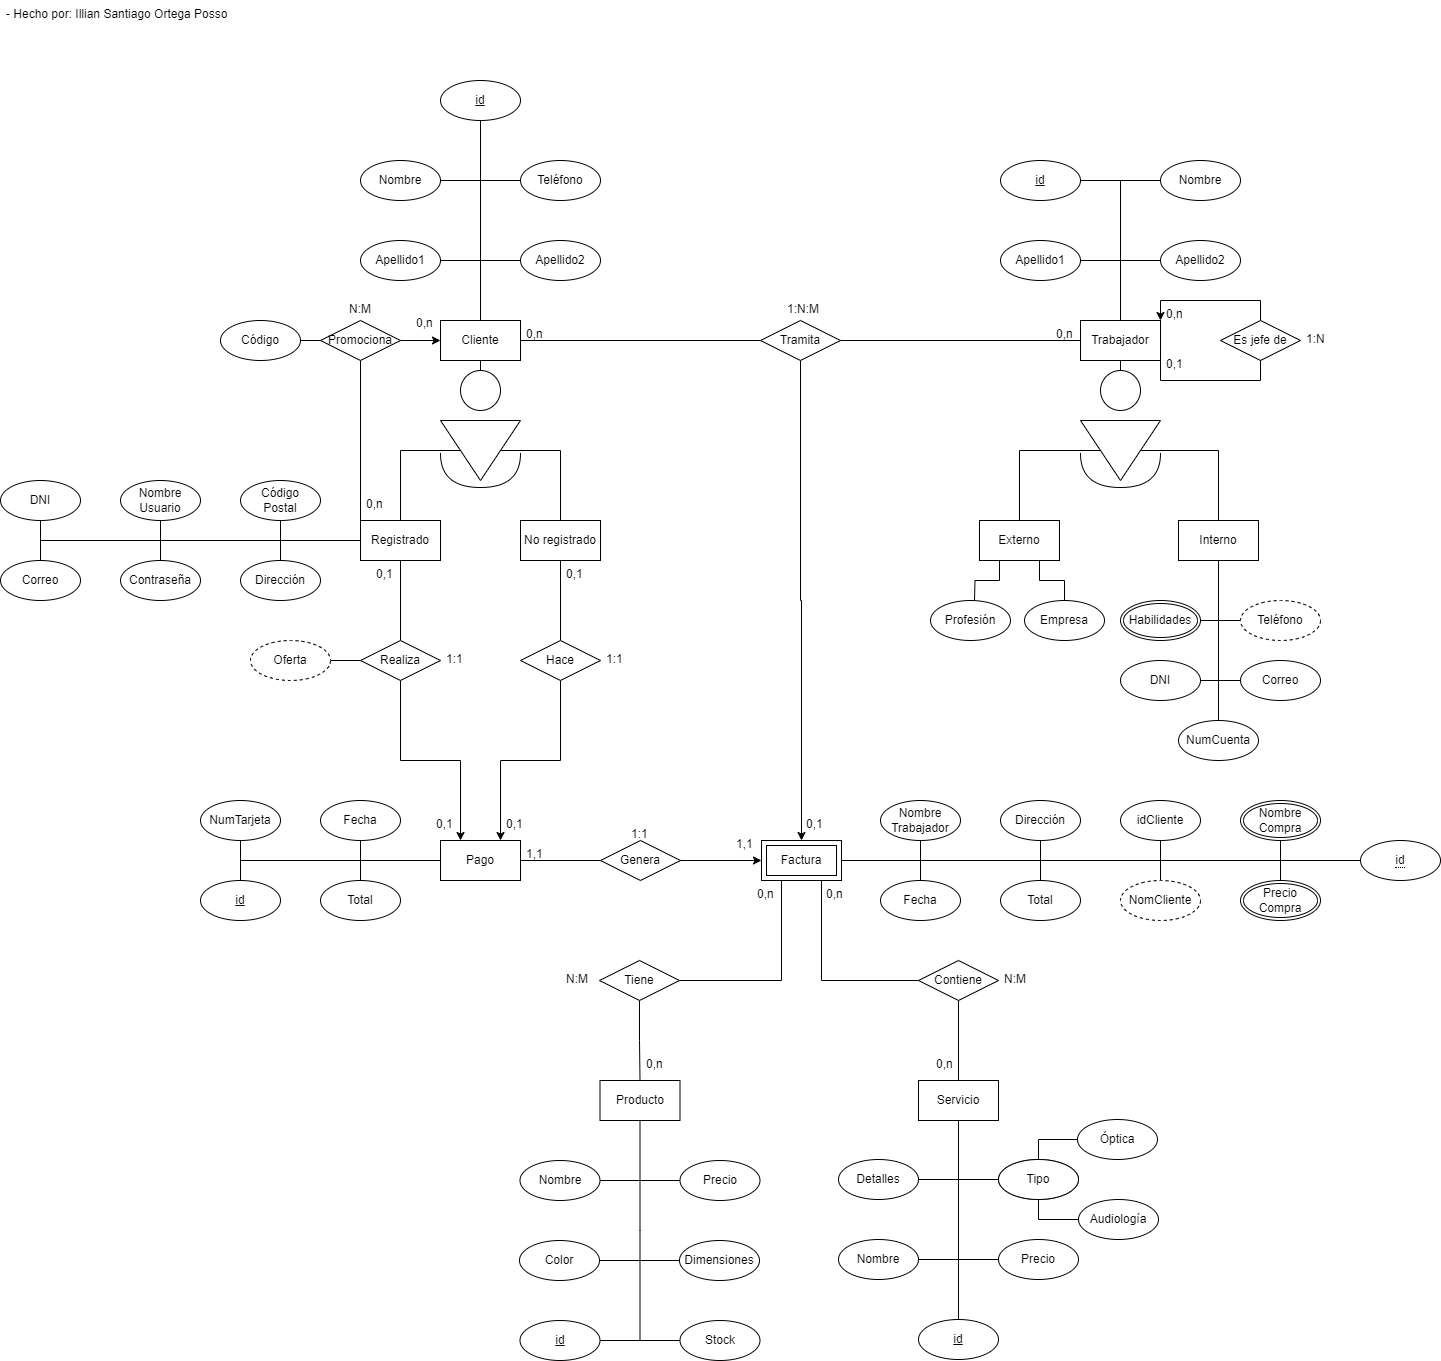 - Hecho por: Illian Santiago Ortega Posso
id
Nombre
Teléfono
id
Nombre
Apellido1
Apellido2
Apellido1
Apellido2
N:M
1:N:M
0,n
0,n
Código
Promociona
Cliente
0,n
Tramita
0,n
Trabajador
Es jefe de
1:N
0,1
DNI
Nombre
Usuario
Código
Postal
0,n
Registrado
No registrado
Externo
Interno
0,1
0,1
Correo
Contraseña
Dirección
Profesión
Empresa
Habilidades
Teléfono
Oferta
Realiza
1:1
Hace
1:1
DNI
Correo
NumCuenta
NumTarjeta
Fecha
0,1
0,1
1:1
0,1
Nombre
Trabajador
Dirección
idCliente
Nombre
Compra
1,1
Pago
1,1
Genera
Factura
id
0,n
0,n
id
Total
Fecha
Total
NomCliente
Precio
Compra
N:M
Tiene
Contiene
N:M
0,n
0,n
Producto
Servicio
Óptica
Nombre
Precio
Detalles
Tipo
Audiología
Color
Dimensiones
Nombre
Precio
id
Stock
id